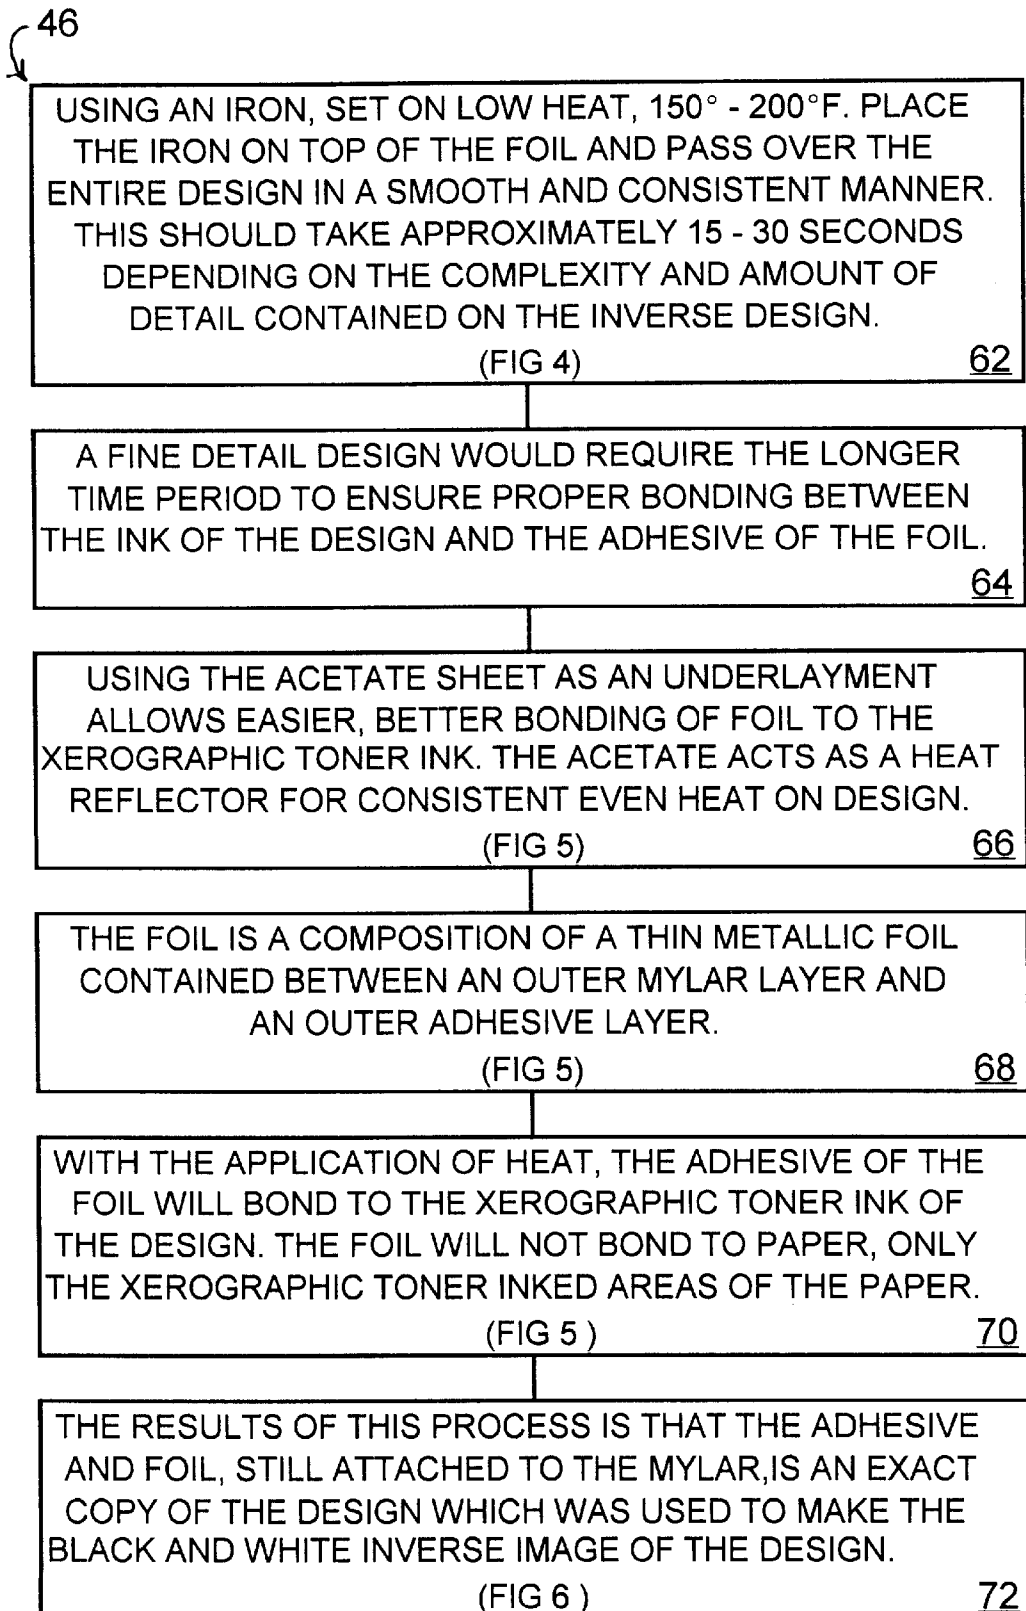 46
USING AN IRON, SET ON LOW HEAT, 150° - 200°F. PLACE
THE IRON ON TOP OF THE FOIL AND PASS OVER THE
ENTIRE DESIGN IN A SMOOTH AND CONSISTENT MANNER.
THIS SHOULD TAKE APPROXIMATELY 15 - 30 SECONDS
DEPENDING ON THE COMPLEXITY AND AMOUNT OF
DETAIL CONTAINED ON THE INVERSE DESIGN.
(FIG 4) 62
A FINE DETAIL DESIGN WOULD REQUIRE THE LONGER
TIME PERIOD TO ENSURE PROPER BONDING BETWEEN
THE INK OF THE DESIGN AND THE ADHESIVE OF THE FOIL.
64
USING THE ACETATE SHEET AS AN UNDERLAYMENT
ALLOWS EASIER, BETTER BONDING OF FOIL TO THE
XEROGRAPHIC TONER INK. THE ACETATE ACTS AS A HEAT
REFLECTOR FOR CONSISTENT EVEN HEAT ON DESIGN.
(FIG 5) 66
THE FOIL IS A COMPOSITION OF A THIN METALLIC FOIL
CONTAINED BETWEEN AN OUTER MYLAR LAYER AND
AN OUTER ADHESIVE LAYER.
(FIG 5) 68
WITH THE APPLICATION OF HEAT, THE ADHESIVE OF THE
FOIL WILL BOND TO THE XEROGRAPHIC TONER INK OF
THE DESIGN. THE FOIL WILL NOT BOND TO PAPER, ONLY
THE XEROGRAPHIC TONER INKED AREAS OF THE PAPER.
(FIG 5 ) 70
THE RESULTS OF THIS PROCESS IS THAT THE ADHESIVE
AND FOIL, STILL ATTACHED TO THE MYLAR,IS AN EXACT
COPY OF THE DESIGN WHICH WAS USED TO MAKE THE
BLACK AND WHITE INVERSE IMAGE OF THE DESIGN.
(FIG 6 ) 72